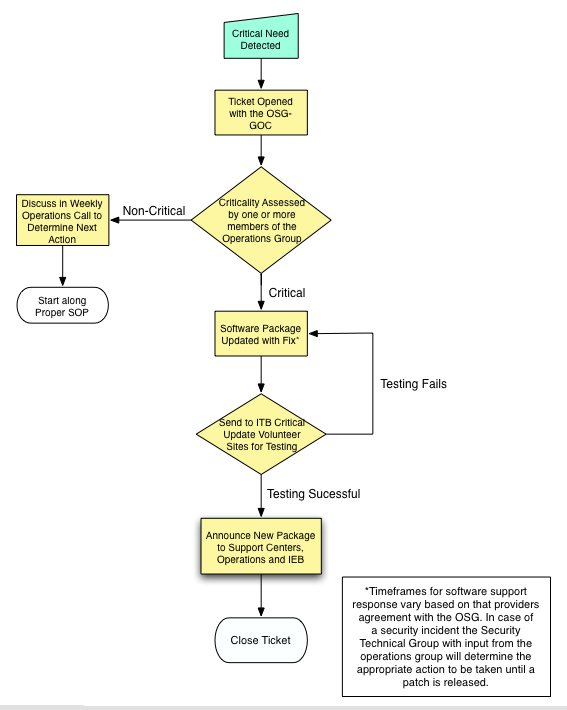 Critical Need
Detected
Ticket Opened
with the OSG-
GOC
Criticality Assessed
by one or more
members of the
Operations Group
Non-Critical
Discuss in Weekly
Operations Call to
Determine Next
Action
Start along
Proper SOP
Critical
Software Package
Updated with Fix*
Testing Fails
Send to ITB Critical
Update Volunteer
Sites for Testing
Testing Sucessful
Announce New Package
to Support Centers,
Operations and IEB
Close Ticket
*Timeframes for software support
response vary based on that providers
agreement with the OSG. In case of
a security incident the Security
Technical Group with input from the
operations group will determine the
appropriate action to be taken until a
patch is released.